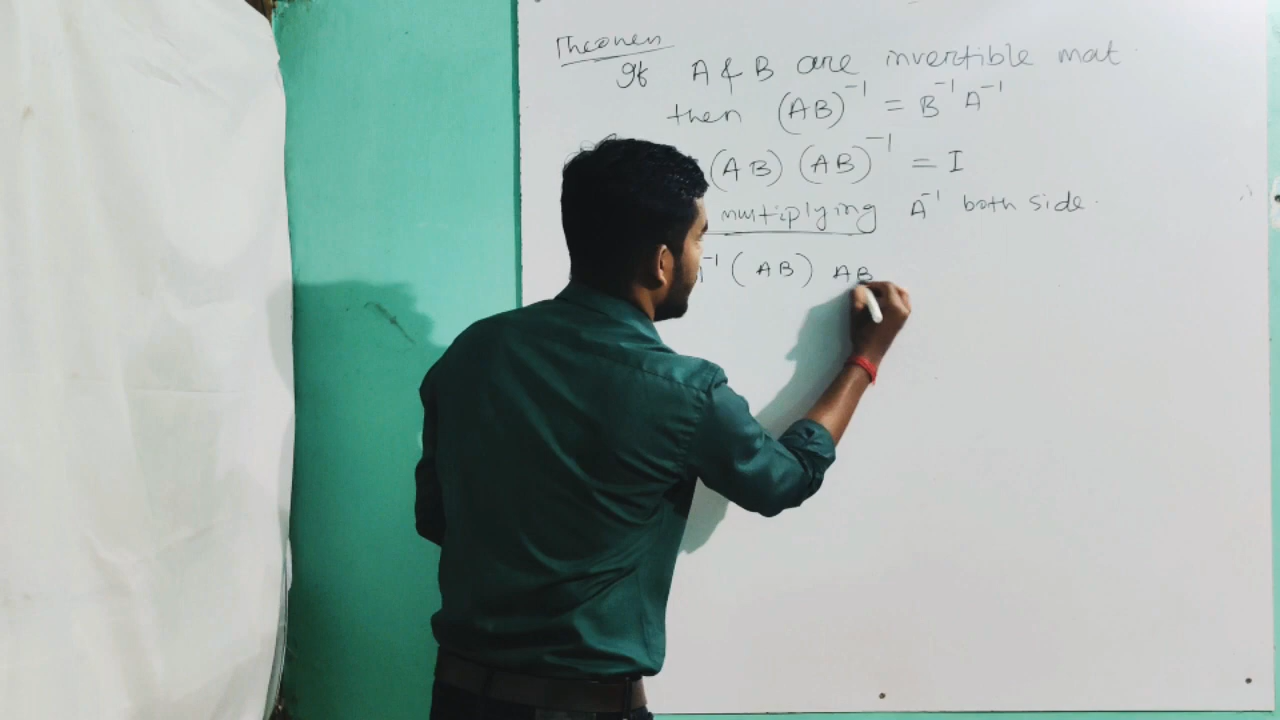 Theorem
If A & B are invertible mat
then (AB)⁻¹ = B⁻¹ A⁻¹
(AB) (AB)⁻¹ = I
multiplying A⁻¹ both side.
⁻¹ (AB) AB